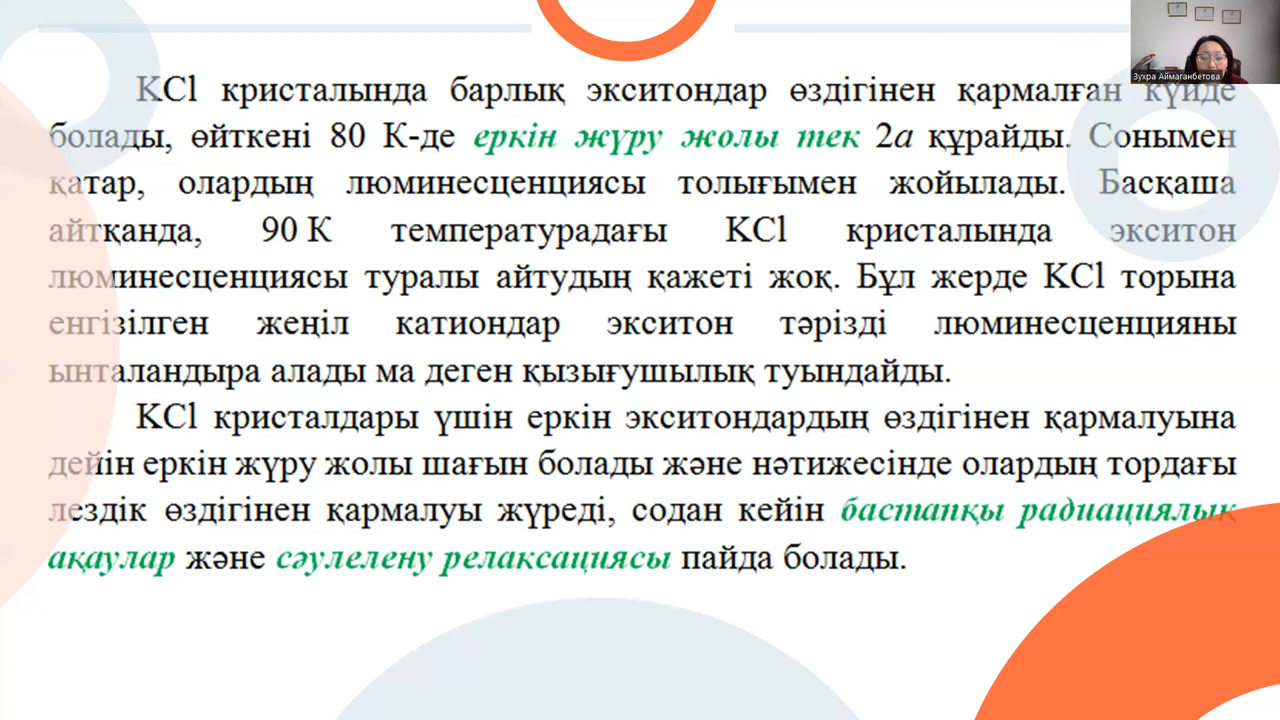 Зухра Аймаганбетова
KCl кристалында барлық экситондар өздігінен қармалған күйде
болады, өйткені 80 К-де еркін жүру жолы тек 2a құрайды. Сонымен
қатар, олардың люминесценциясы толығымен жойылады. Басқаша
айтқанда, 90 К температурадағы KCl кристалында экситон
люминесценциясы туралы айтудың қажеті жоқ. Бұл жерде KCl торына
енгізілген жеңіл катиондар экситон тәрізді люминесценцияны
ынталандыра алады ма деген қызығушылық туындайды.
KCl кристалдары үшін еркін экситондардың өздігінен қармалуына
дейін еркін жүру жолы шағын болады және нәтижесінде олардың тордағы
лездік өздігінен қармалуы жүреді, содан кейін бастапқы радиациялық
ақаулар және сәулелену релаксациясы пайда болады.